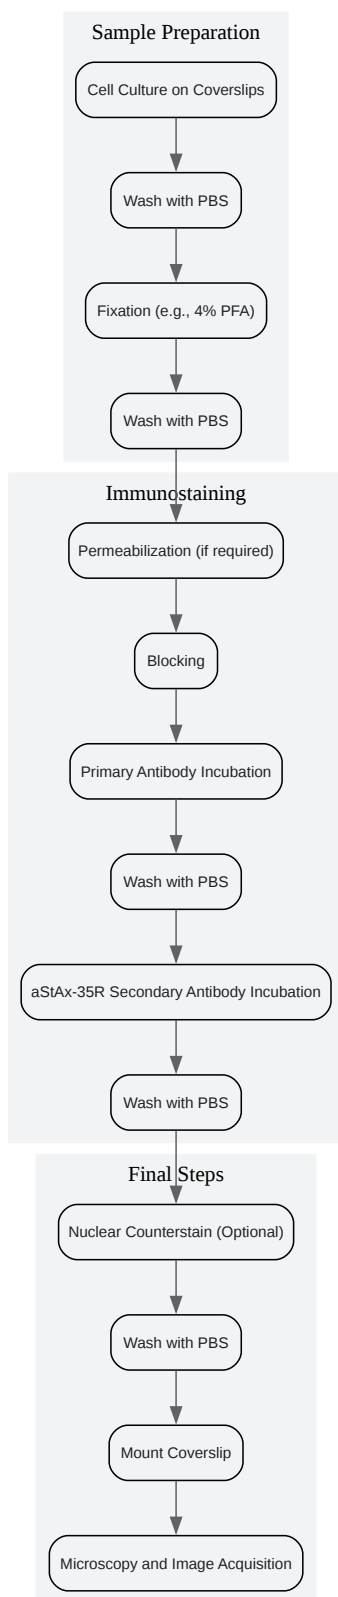 Sample Preparation
Cell Culture on Coverslips
Wash with PBS
Fixation (e.g., 4% PFA)
Wash with PBS
Immunostaining
Permeabilization (if required)
Blocking
Primary Antibody Incubation
Wash with PBS
aStAx-35R Secondary Antibody Incubation
Wash with PBS
Final Steps
Nuclear Counterstain (Optional)
Wash with PBS
Mount Coverslip
Microscopy and Image Acquisition